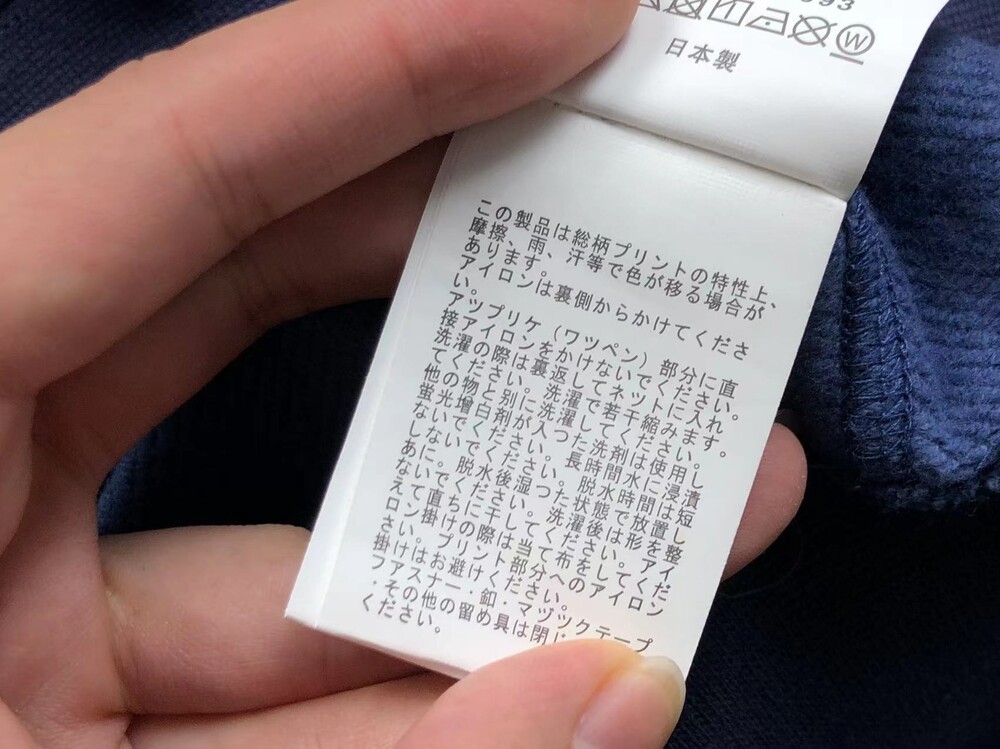 W
日本製
この製品は総柄プリントの特性上、
摩擦、雨、汗等で色が移る場合が
あります。
アイロンは裏側からかけてくださ
い。
アツプリケ(ワツペン)部分に直
接アイロンをかけないでください。
洗濯の際は裏返してネットに入れ
てください。洗濯で若干縮みます。
他の物と別に洗濯してください。
蛍光増白剤が入つた洗剤は使用し
ないでください。長時間水に浸漬
しないでください。脱水時間は短
に。脱水後湿つた状態で放置し
ないでください。洗濯後は形を整
えて直ちに干してください。アイ
ロン掛けの際は当て布をしてくだ
さい。プリント部分へのアイロン
掛けはお避けください。
ファスナー・釦・マヅックテープ
・その他の留め具は閉じ
ください。